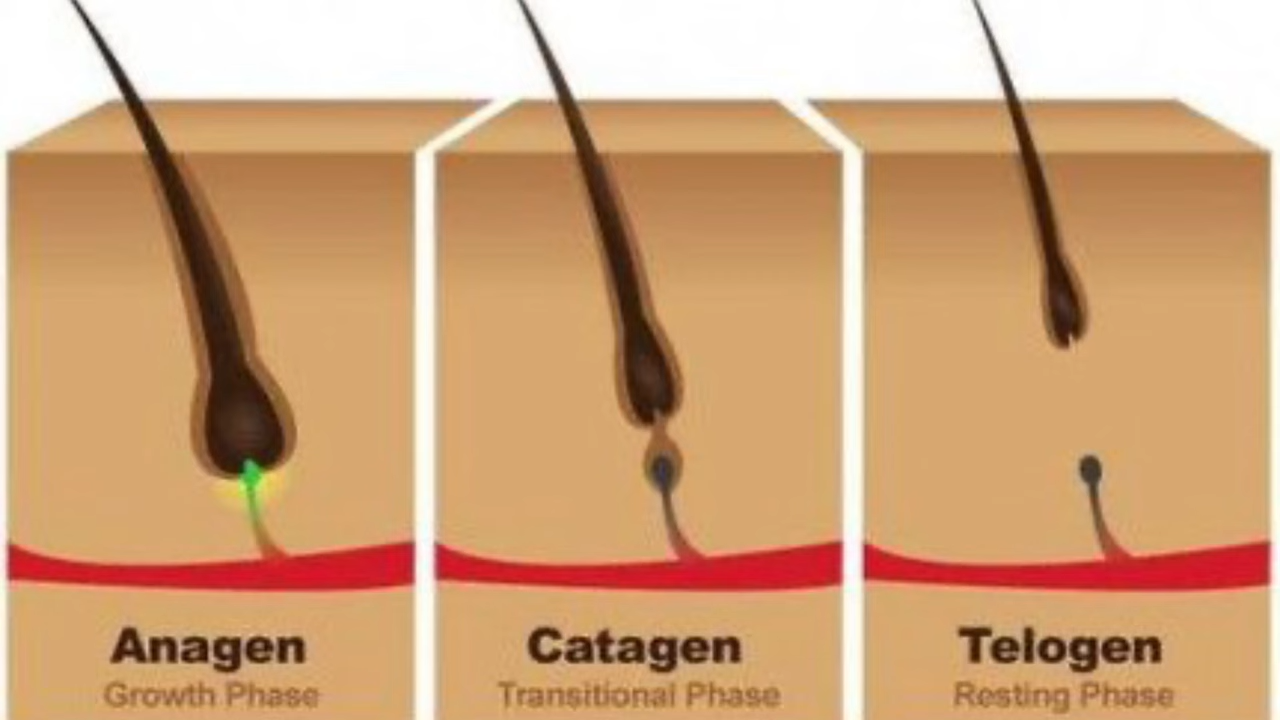 Anagen
Growth Phase
Catagen
Transitional Phase
Telogen
Resting Phase